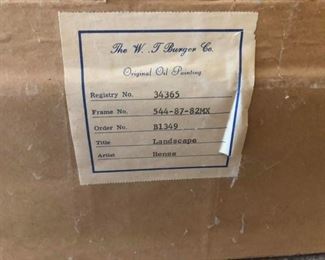 The W. T Burger Co.
Original Oil Painting
Registry No. 34365
Frame No. 544-87-82MX
Order No. B1349
Title Landscape
Artist Hense